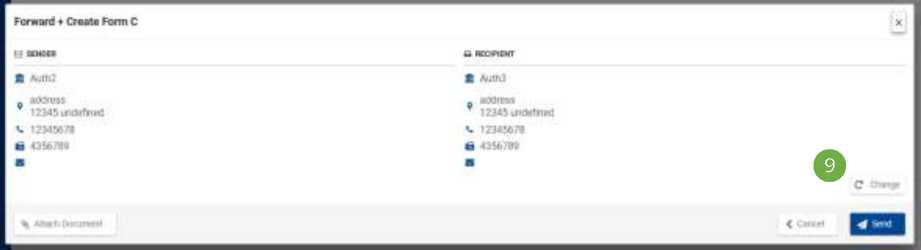 Forward + Create Form C
x
SENDER
RECIPIENT
Auth2
Auth3
address
12345 undefined
address
12345 undefined
12345678
12345678
4356789
4356789
9
Change
Attach Document
Cancel
Send